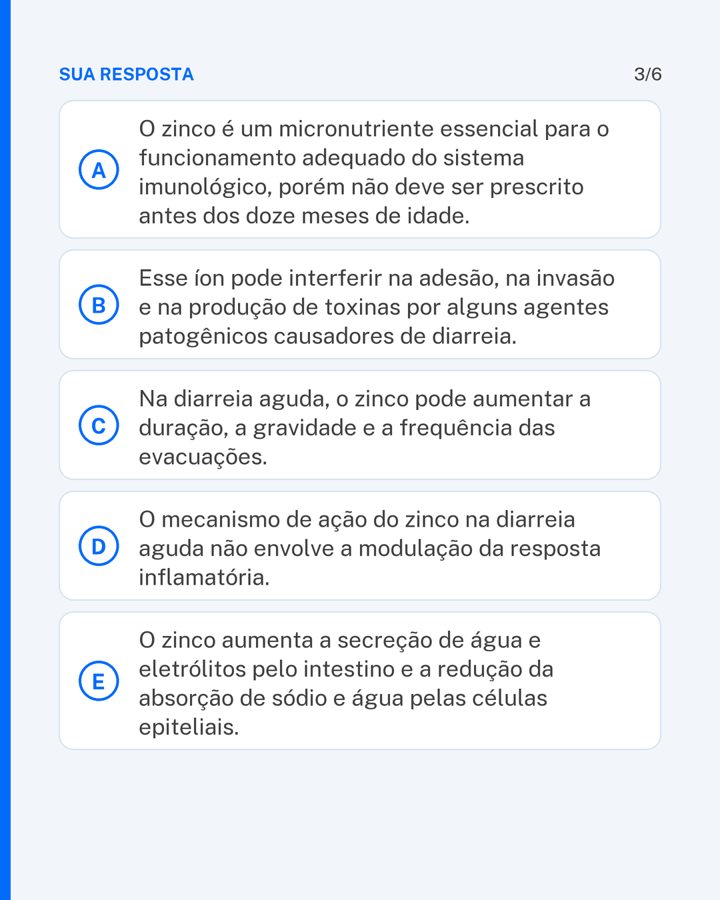 SUA RESPOSTA
3/6
A
O zinco é um micronutriente essencial para o
funcionamento adequado do sistema
imunológico, porém não deve ser prescrito
antes dos doze meses de idade.
B
Esse íon pode interferir na adesão, na invasão
e na produção de toxinas por alguns agentes
patogênicos causadores de diarreia.
C
Na diarreia aguda, o zinco pode aumentar a
duração, a gravidade e a frequência das
evacuações.
D
O mecanismo de ação do zinco na diarreia
aguda não envolve a modulação da resposta
inflamatória.
E
O zinco aumenta a secreção de água e
eletrólitos pelo intestino e a redução da
absorção de sódio e água pelas células
epiteliais.